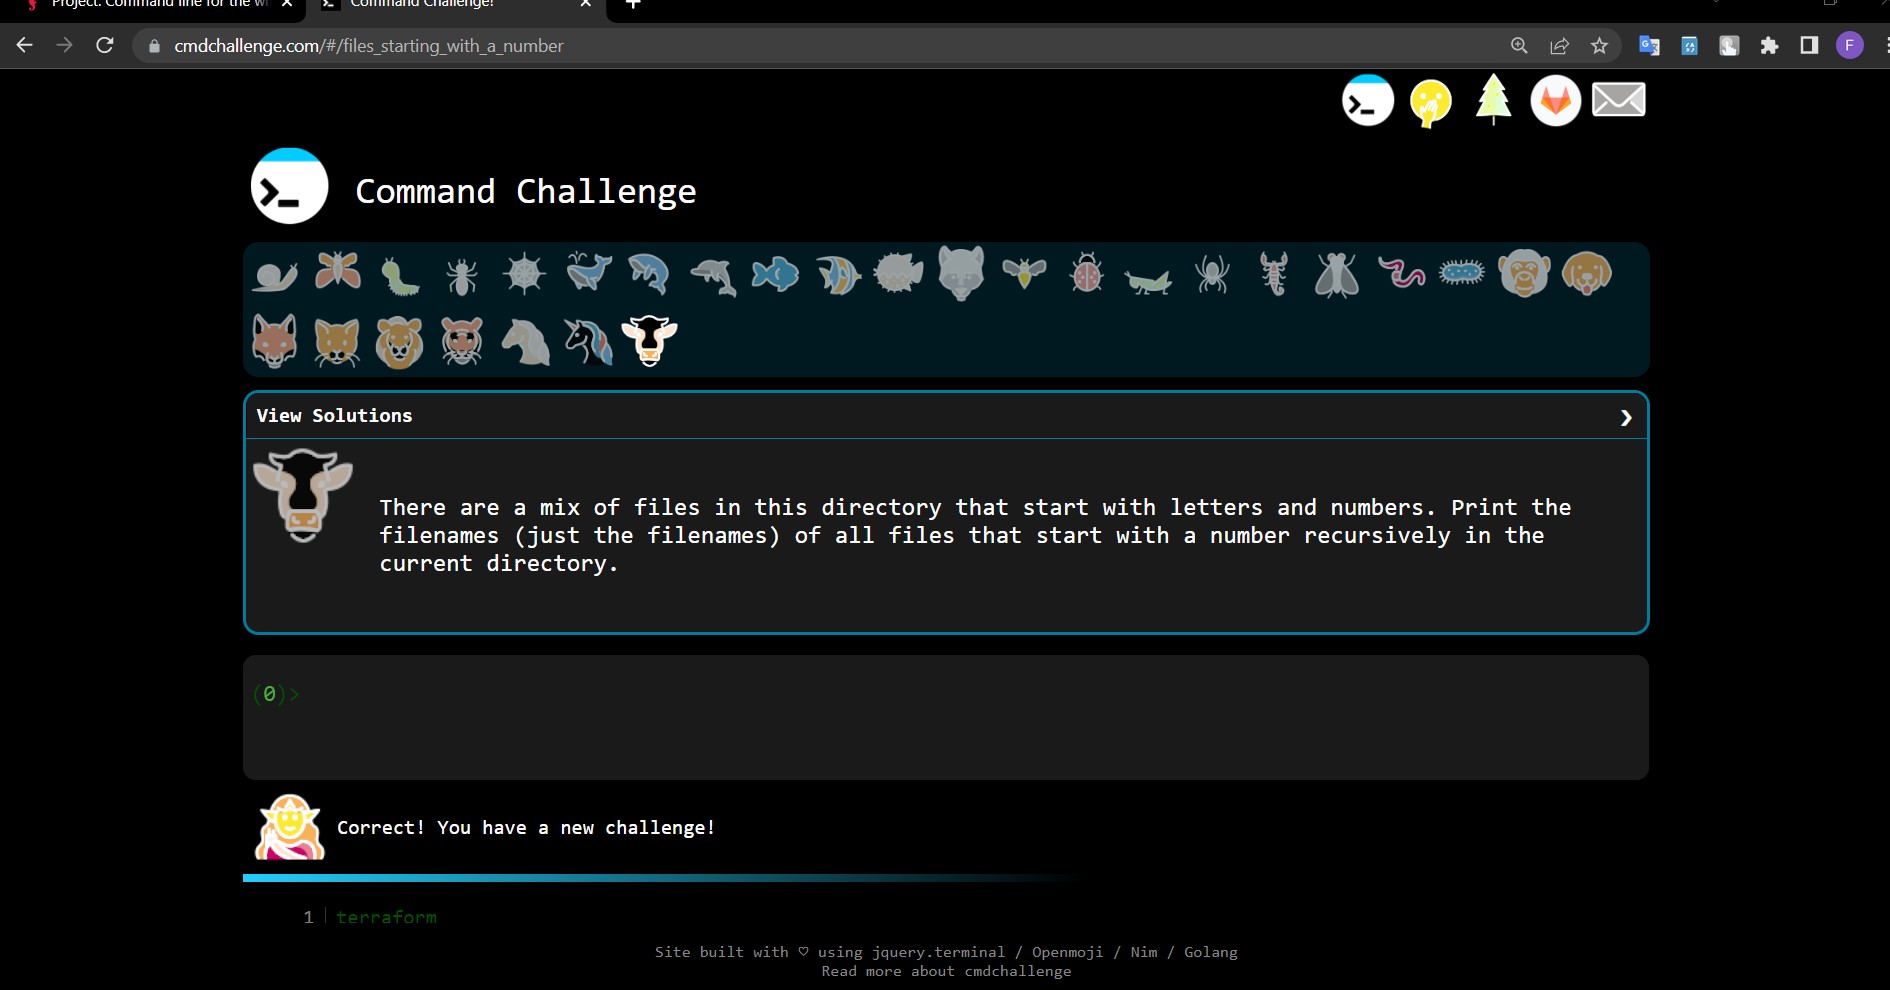 Project: Command line for the wi
Command Challenge!
cmdchallenge.com/#/files_starting_with_a_number
F
Command Challenge
View Solutions
There are a mix of files in this directory that start with letters and numbers. Print the
filenames (just the filenames) of all files that start with a number recursively in the
current directory.
(0)>
Correct! You have a new challenge!
1 terraform
Site built with ♡ using jquery.terminal / Openmoji / Nim / Golang
Read more about cmdchallenge